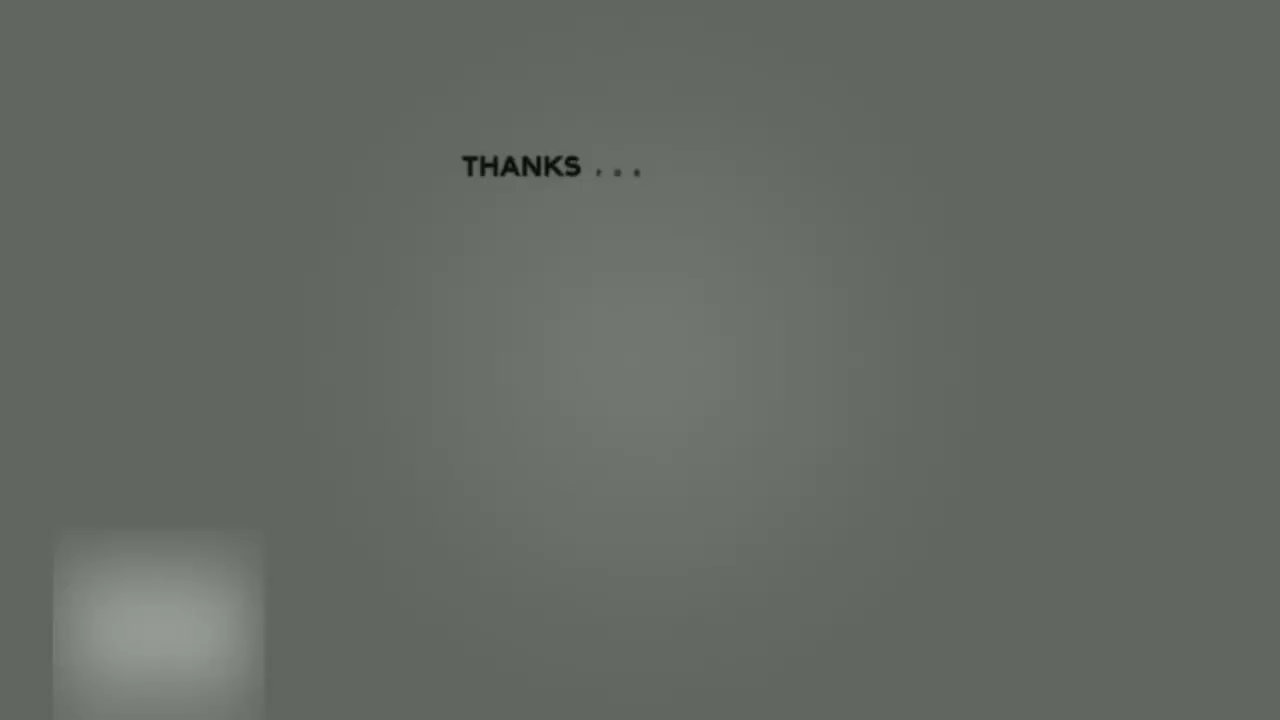 THANKS . . .